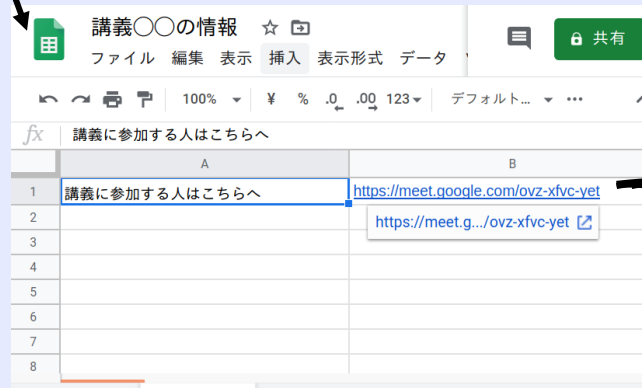 講義〇〇の情報
ファイル 編集 表示 挿入 表示形式 データ
共有
100% ¥ % .0 .00 123 デフォルト...
fx 講義に参加する人はこちらへ
A B
1 講義に参加する人はこちらへ https://meet.google.com/ovz-xfvc-yet
2 https://meet.g.../ovz-xfvc-yet
3
4
5
6
7
8